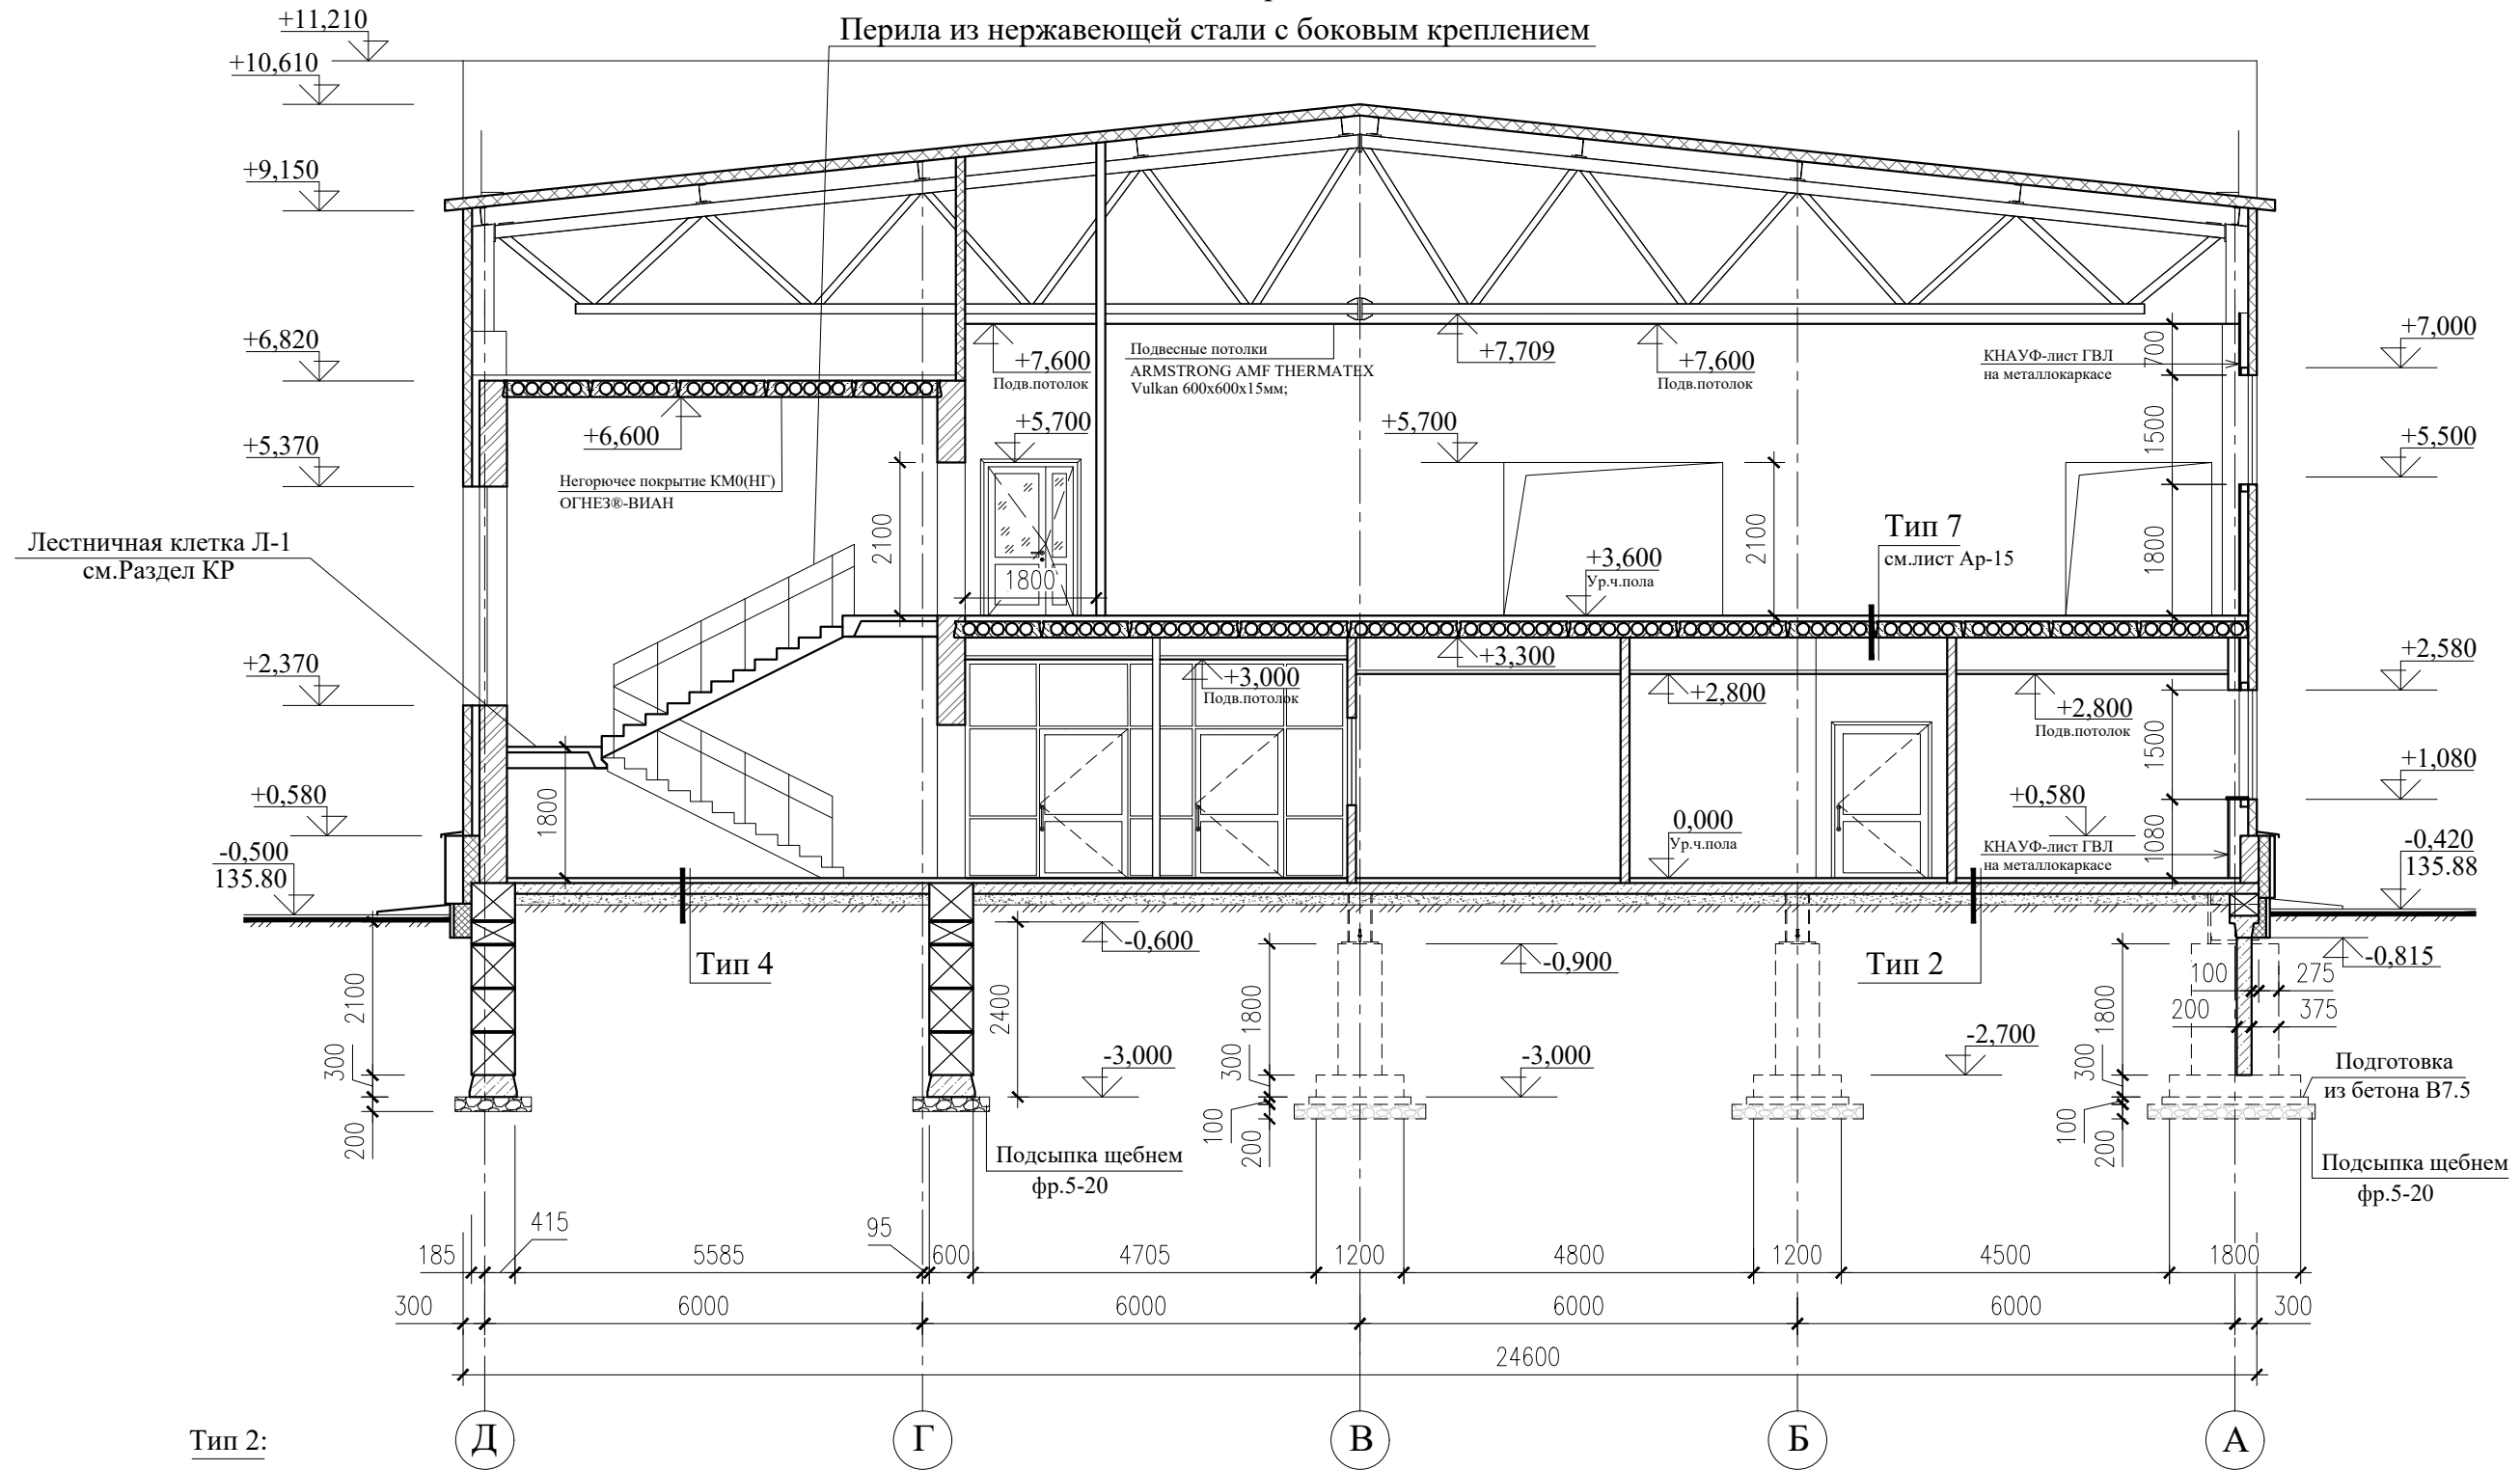 Перила из нержавеющей стали с боковым креплением
+11,210
+10,610
+9,150
+6,820
+5,370
+2,370
+0,580
-0,500
135.80
Лестничная клетка Л-1
см.Раздел КР
+6,600
Негорючее покрытие КМ0(НГ)
ОГНЕЗ®-ВИАН
+7,600
Подв.потолок
Подвесные потолки
ARMSTRONG AMF THERMATEX
Vulkan 600х600х15мм;
+7,709
+7,600
Подв.потолок
КНАУФ-лист ГВЛ
на металлокаркасе
700
+7,000
+5,700
+5,700
1500
+5,500
2100
1800
2100
+3,600
Ур.ч.пола
Тип 7
см.лист Ар-15
1800
+3,000
Подв.потолок
+3,300
+2,800
+2,800
Подв.потолок
+2,580
1500
+1,080
1800
0,000
Ур.ч.пола
+0,580
КНАУФ-лист ГВЛ
на металлокаркасе
1080
-0,420
135.88
Тип 4
-0,600
-0,900
Тип 2
-0,815
100
275
200
375
2100
300
200
2400
-3,000
1800
300
100
200
-3,000
-2,700
1800
300
100
200
Подготовка
из бетона В7.5
Подсыпка щебнем
фр.5-20
Подсыпка щебнем
фр.5-20
185
415
5585
95
600
4705
1200
4800
1200
4500
1800
300
6000
6000
6000
6000
300
24600
Д
Г
В
Б
А
Тип 2: